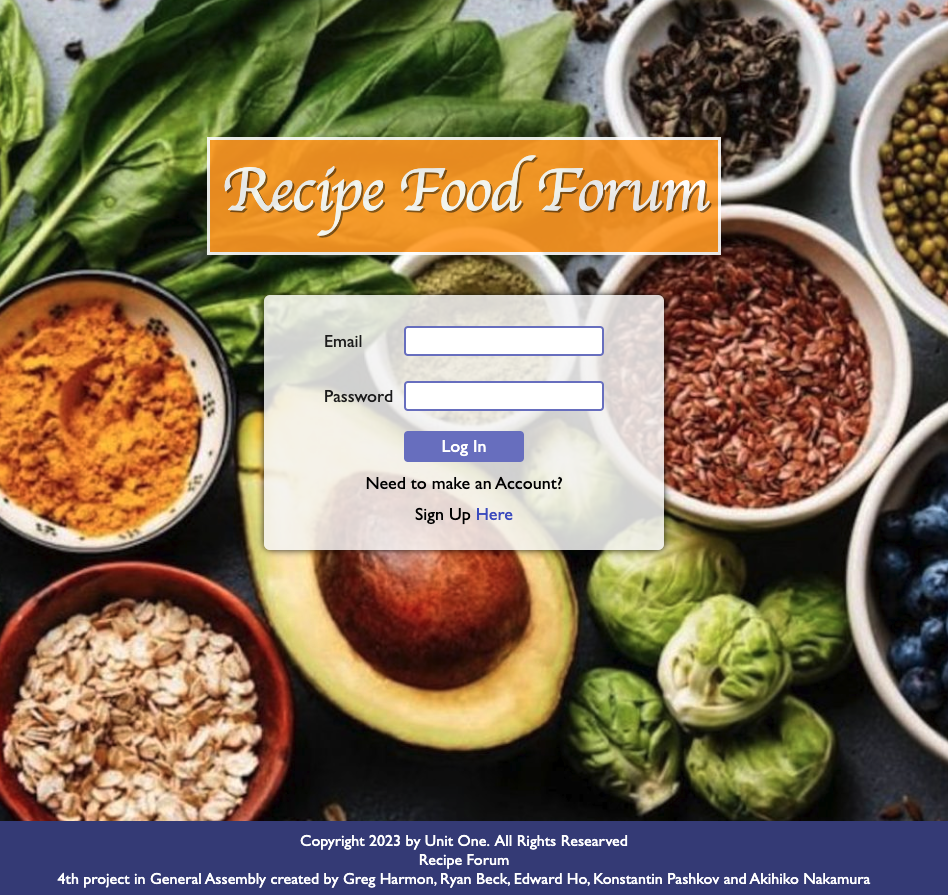 Recipe Food Forum
Email
Password
Log In
Need to make an Account?
Sign Up Here
Copyright 2023 by Unit One. All Rights Researved
Recipe Forum
4th project in General Assembly created by Greg Harmon, Ryan Beck, Edward Ho, Konstantin Pashkov and Akihiko Nakamura